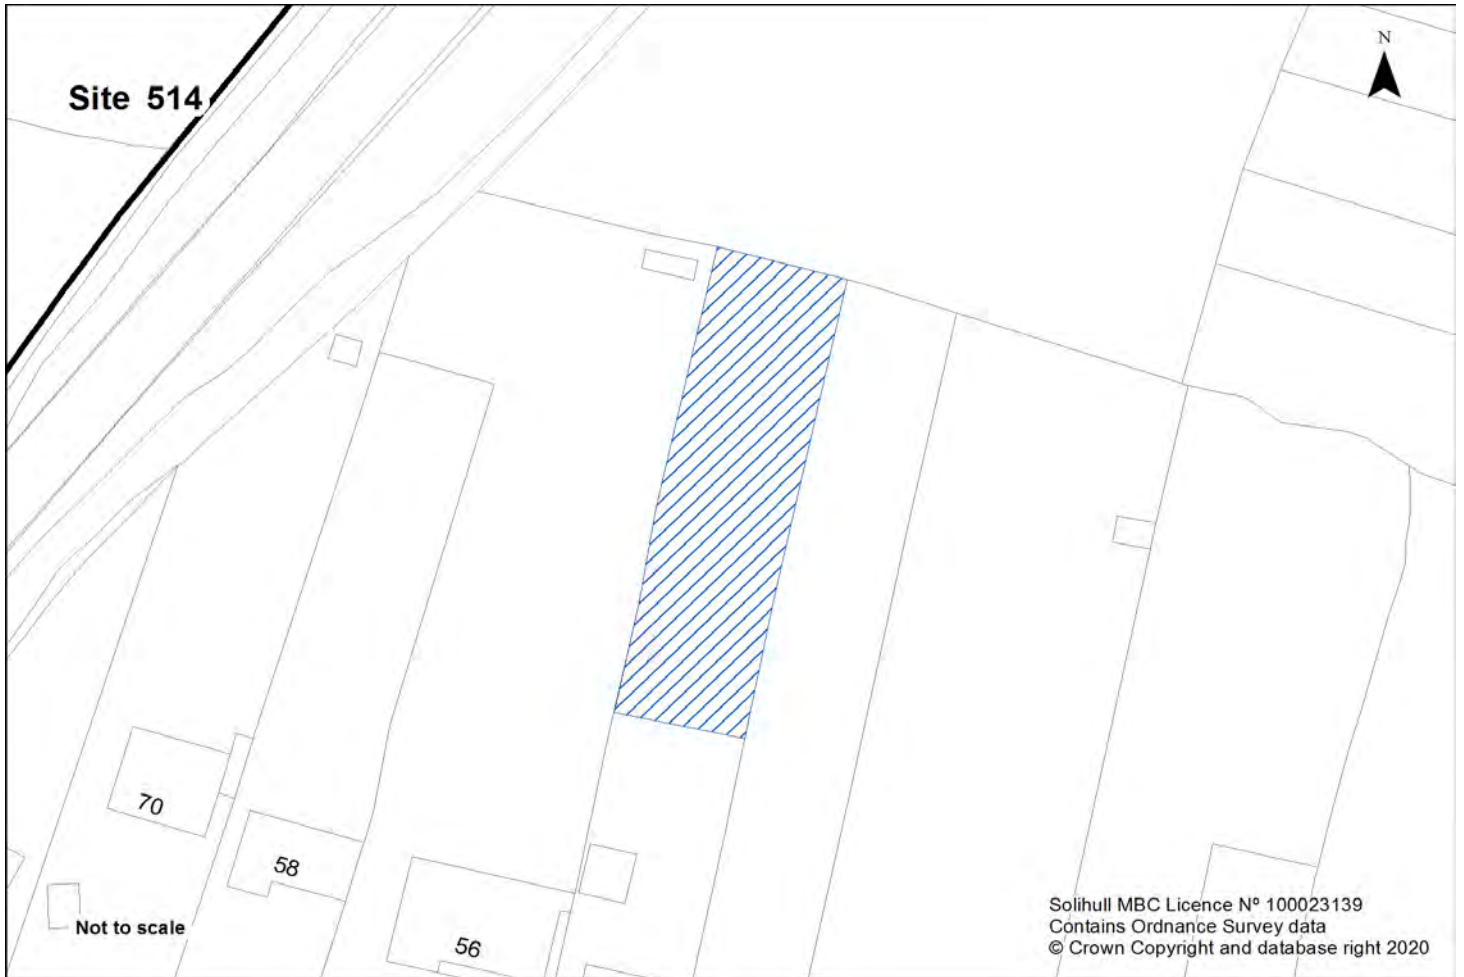 Site 514
N
70
58
56
Not to scale
Solihull MBC Licence Nº 100023139
Contains Ordnance Survey data
© Crown Copyright and database right 2020